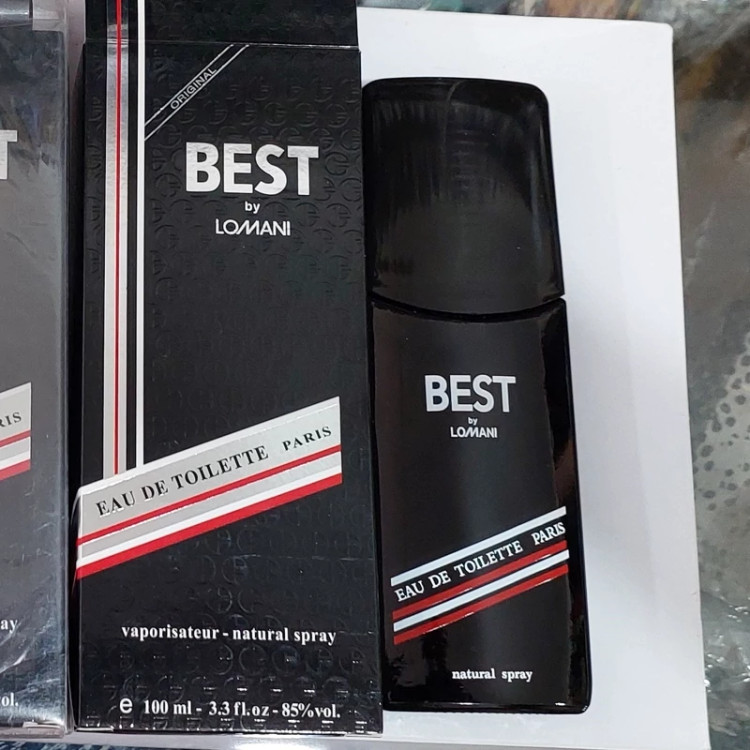 ORIGINAL
BEST
by
LOMANI
EAU DE TOILETTE PARIS
vaporisateur - natural spray
e 100 ml - 3.3 fl.oz - 85%vol.
BEST
by
LOMANI
EAU DE TOILETTE PARIS
natural spray